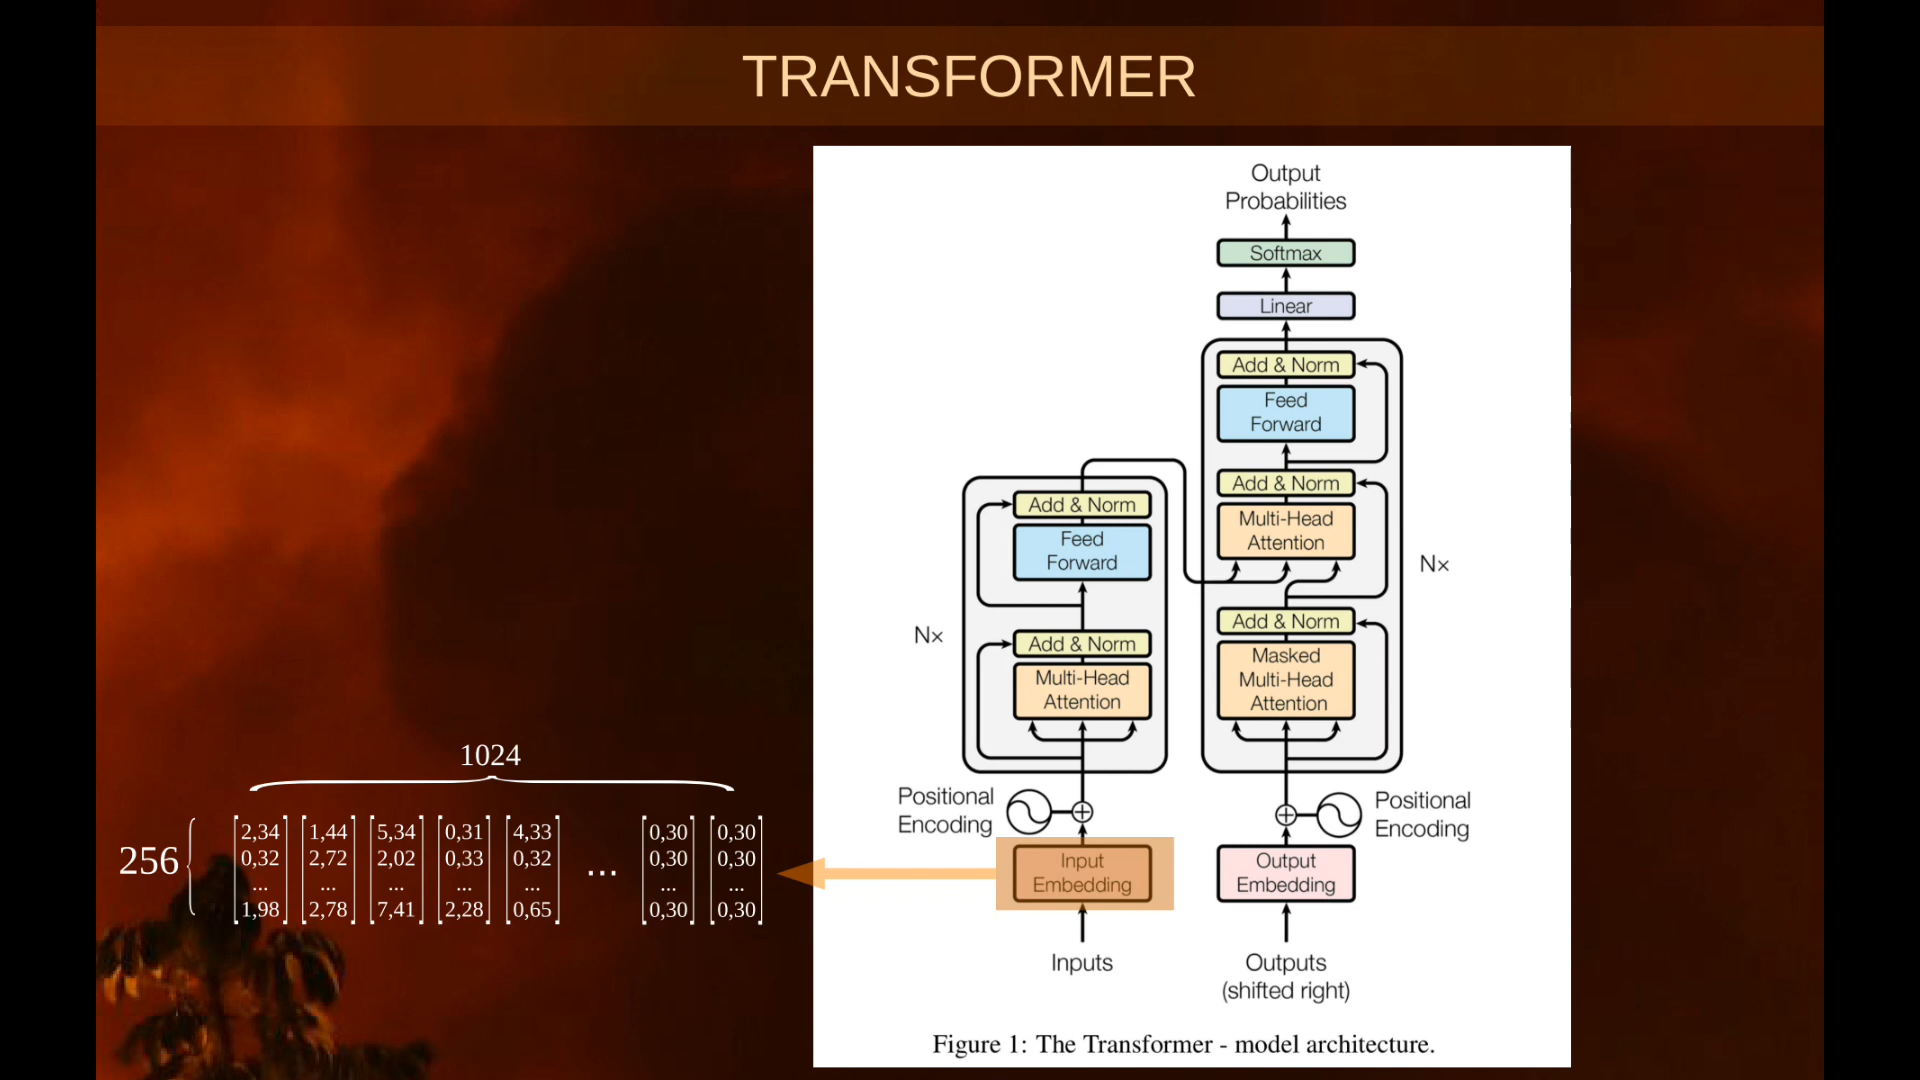 TRANSFORMER
Output
Probabilities
Softmax
Linear
Add & Norm
Feed
Forward
Add & Norm
Multi-Head
Attention
Nx
Add & Norm
Masked
Multi-Head
Attention
Add & Norm
Feed
Forward
Nx
Add & Norm
Multi-Head
Attention
Positional
Encoding
Positional
Encoding
Input
Embedding
Output
Embedding
Inputs
Outputs
(shifted right)
Figure 1: The Transformer - model architecture.
1024
256
2,34 1,44 5,34 0,31 4,33 0,30 0,30
0,32 2,72 2,02 0,33 0,32 ... 0,30 0,30
... ... ... ... ... ... ...
1,98 2,78 7,41 2,28 0,65 0,30 0,30